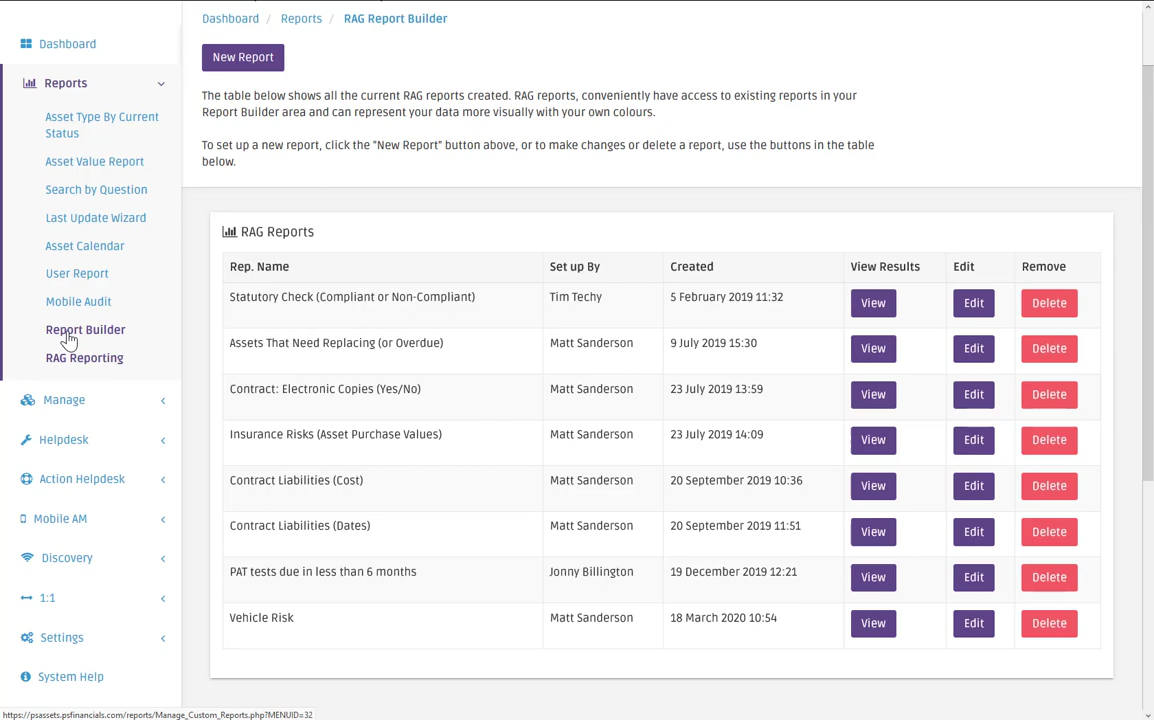 Dashboard / Reports / RAG Report Builder
Dashboard
New Report
Reports
The table below shows all the current RAG reports created. RAG reports, conveniently have access to existing reports in your
Report Builder area and can represent your data more visually with your own colours.
To set up a new report, click the "New Report" button above, or to make changes or delete a report, use the buttons in the table
below.
Asset Type By Current
Status
Asset Value Report
Search by Question
Last Update Wizard
Asset Calendar
User Report
Mobile Audit
Report Builder
RAG Reporting
Manage
Helpdesk
Action Helpdesk
Mobile AM
Discovery
1:1
Settings
System Help
RAG Reports
Rep. Name Set up By Created View Results Edit Remove
Statutory Check (Compliant or Non-Compliant) Tim Techy 5 February 2019 11:32 View Edit Delete
Assets That Need Replacing (or Overdue) Matt Sanderson 9 July 2019 15:30 View Edit Delete
Contract: Electronic Copies (Yes/No) Matt Sanderson 23 July 2019 13:59 View Edit Delete
Insurance Risks (Asset Purchase Values) Matt Sanderson 23 July 2019 14:09 View Edit Delete
Contract Liabilities (Cost) Matt Sanderson 20 September 2019 10:36 View Edit Delete
Contract Liabilities (Dates) Matt Sanderson 20 September 2019 11:51 View Edit Delete
PAT tests due in less than 6 months Jonny Billington 19 December 2019 12:21 View Edit Delete
Vehicle Risk Matt Sanderson 18 March 2020 10:54 View Edit Delete
https://psassets.psfinancials.com/reports/Manage_Custom_Reports.php?MENUID=32